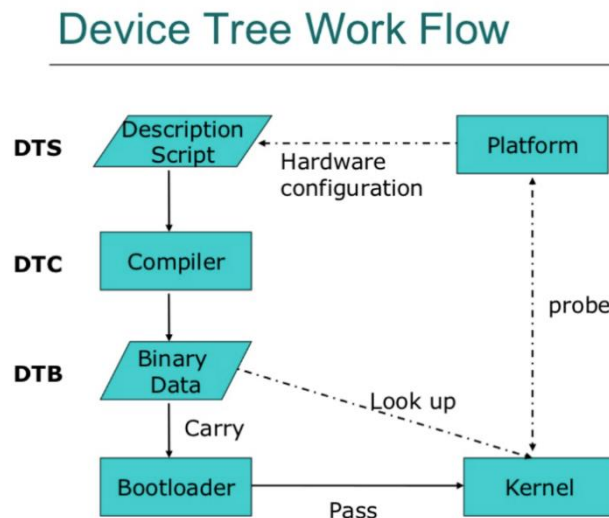 Device Tree Work Flow
DTS
Description
Script
Hardware
configuration
Platform
DTC
Compiler
probe
DTB
Binary
Data
Look up
Carry
Bootloader
Pass
Kernel